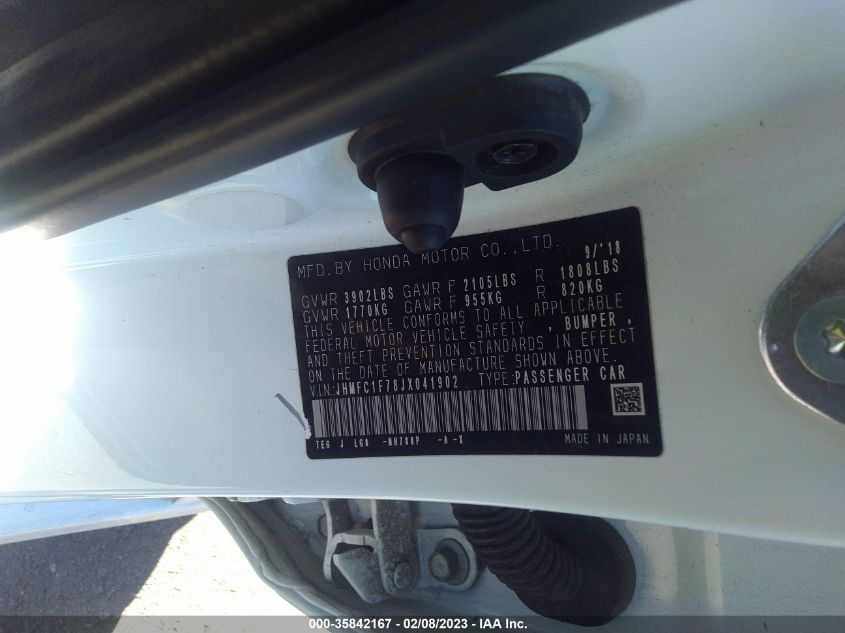 MFD.BY HONDA MOTOR CO.,LTD. 9/'18
GVWR 3902LBS GAWR F 2105LBS R 1808LBS
GVWR 1770KG GAWR F 955KG R 820KG
THIS VEHICLE CONFORMS TO ALL APPLICABLE
FEDERAL MOTOR VEHICLE SAFETY , BUMPER ,
AND THEFT PREVENTION STANDARDS IN EFFECT
ON THE DATE OF MANUFACTURE SHOWN ABOVE.
VIN:JHMFC1F78JX041902 TYPE:PASSENGER CAR
TEG J LG0 -NH788P -A -X MADE IN JAPAN
000-35842167 - 02/08/2023 - IAA Inc.